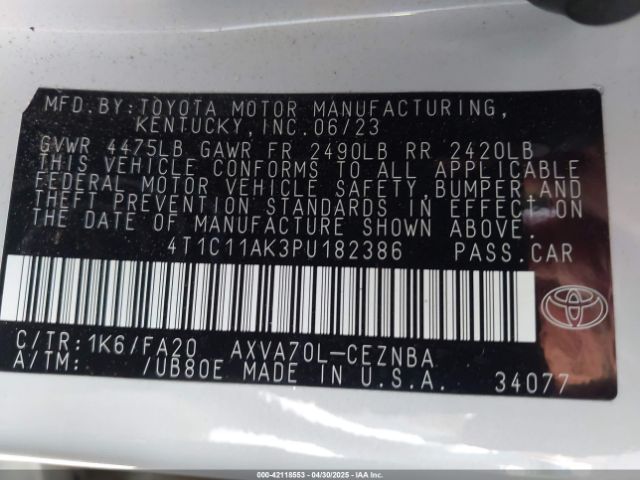 MFD.BY:TOYOTA MOTOR MANUFACTURING,
KENTUCKY,INC.06/23
GVWR 4475LB GAWR FR 2490LB RR 2420LB
THIS VEHICLE CONFORMS TO ALL APPLICABLE
FEDERAL MOTOR VEHICLE SAFETY,BUMPER,AND
THEFT PREVENTION STANDARDS IN EFFECT ON
THE DATE OF MANUFACTURE SHOWN ABOVE.
4T1C11AK3PU182386 PASS.CAR
C/TR:1K6/FA20 AXVA70L-CEZNBA
A/TM: /UB80E MADE IN U.S.A. 34077
000-42118553 - 04/30/2025 - IAAI.COM